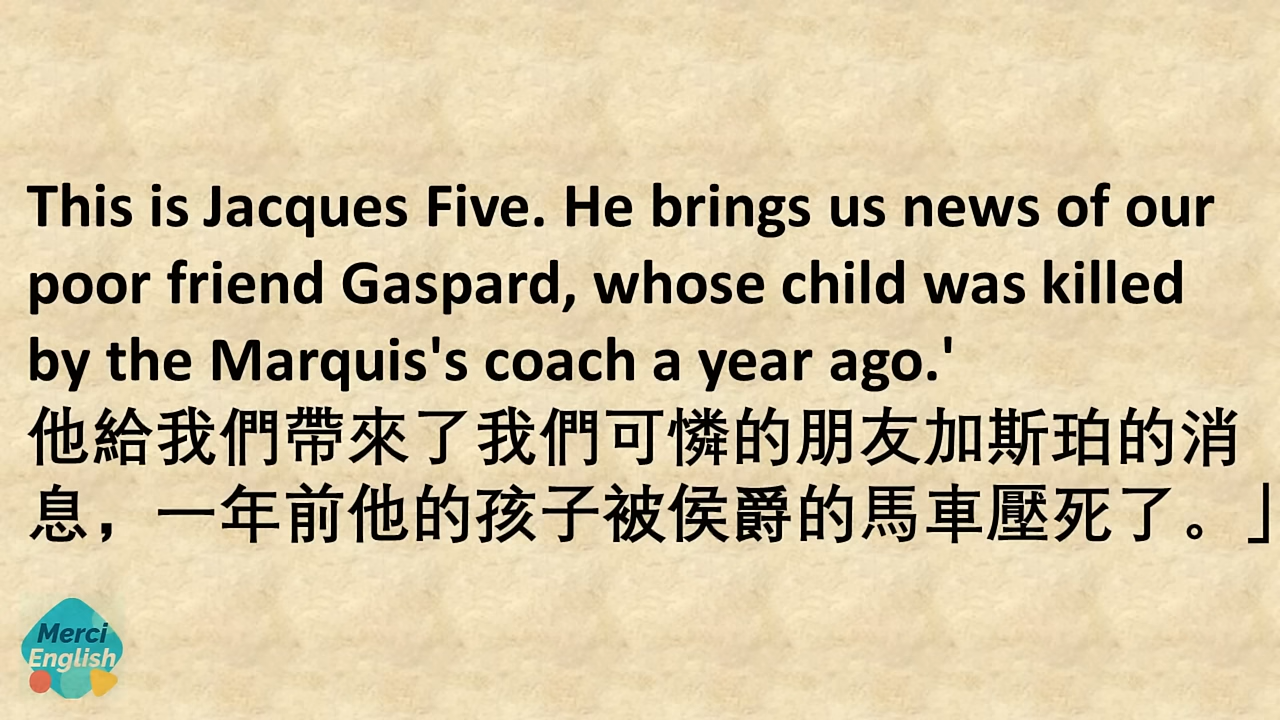 This is Jacques Five. He brings us news of our
poor friend Gaspard, whose child was killed
by the Marquis's coach a year ago.'
他給我們帶來了我們可憐的朋友加斯珀的消
息，一年前他的孩子被侯爵的馬車壓死了。」
Merci
English